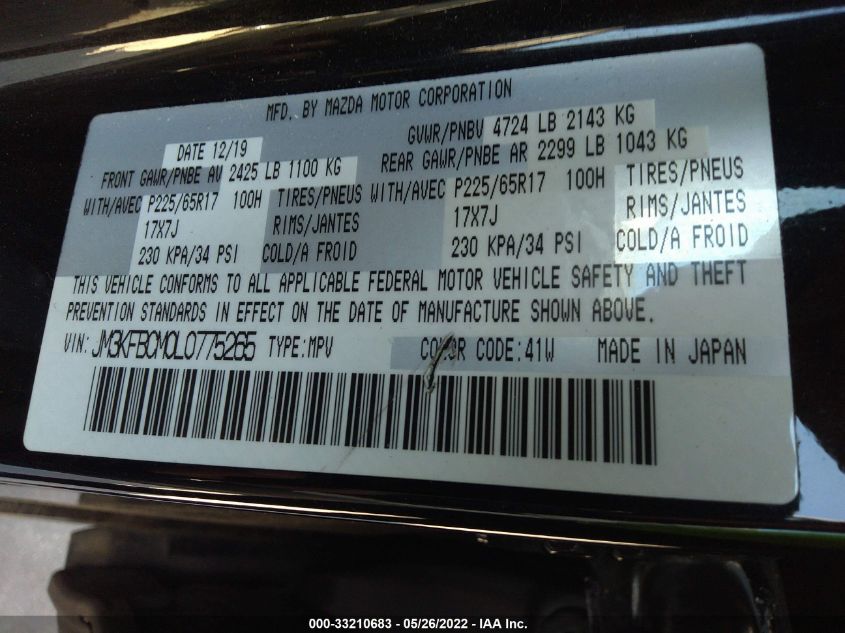 MFD. BY MAZDA MOTOR CORPORATION
DATE 12/19 GVWR/PNBV 4724 LB 2143 KG
FRONT GAWR/PNBE AV 2425 LB 1100 KG REAR GAWR/PNBE AR 2299 LB 1043 KG
WITH/AVEC P225/65R17 100H TIRES/PNEUS WITH/AVEC P225/65R17 100H TIRES/PNEUS
17X7J RIMS/JANTES 17X7J RIMS/JANTES
230 KPA/34 PSI COLD/A FROID 230 KPA/34 PSI COLD/A FROID
THIS VEHICLE CONFORMS TO ALL APPLICABLE FEDERAL MOTOR VEHICLE SAFETY AND THEFT
PREVENTION STANDARDS IN EFFECT ON THE DATE OF MANUFACTURE SHOWN ABOVE.
VIN: JM3KFBCM0L0775265 TYPE:MPV COLOR CODE:41W MADE IN JAPAN
000-33210683 - 05/26/2022 - IAA Inc.